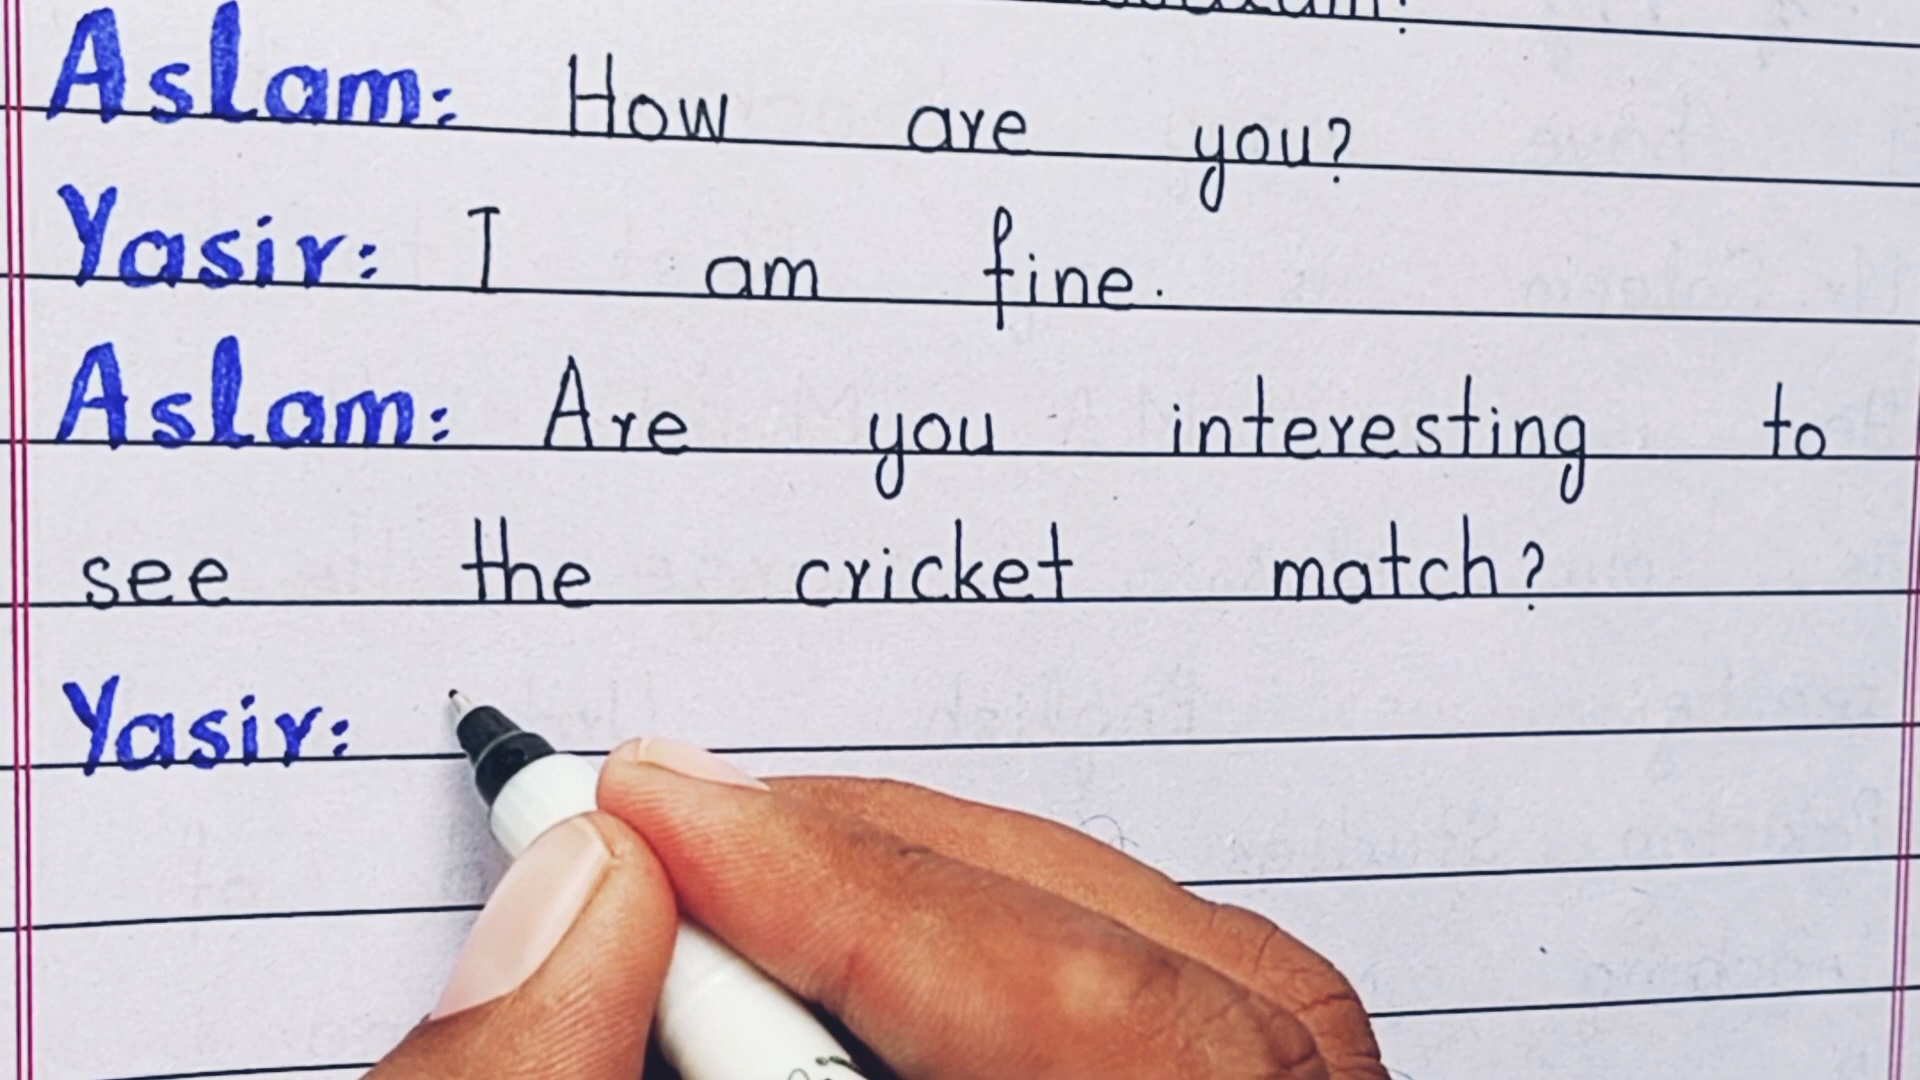 Aslam: How are you?
Yasir: I am fine.
Aslam: Are you interesting to
see the cricket match?
Yasir: